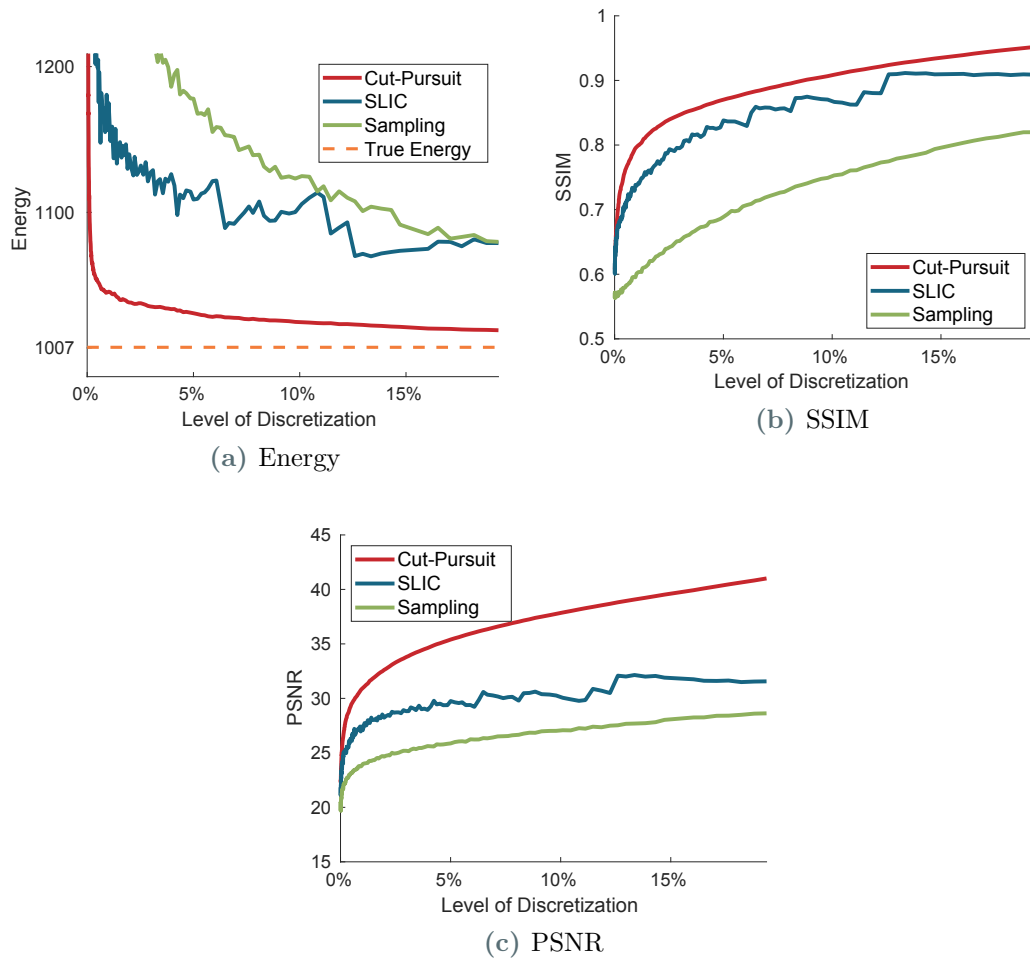 1200
1100
1007
Energy
Cut-Pursuit
SLIC
Sampling
True Energy
0% 5% 10% 15%
Level of Discretization
(a) Energy
1
0.9
0.8
0.7
0.6
0.5
SSIM
Cut-Pursuit
SLIC
Sampling
0% 5% 10% 15%
Level of Discretization
(b) SSIM
45
40
35
30
25
20
15
PSNR
Cut-Pursuit
SLIC
Sampling
0% 5% 10% 15%
Level of Discretization
(c) PSNR